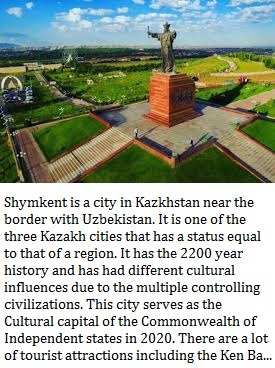 Shymkent is a city in Kazkhstan near the
border with Uzbekistan. It is one of the
three Kazakh cities that has a status equal
to that of a region. It has the 2200 year
history and has had different cultural
influences due to the multiple controlling
civilizations. This city serves as the
Cultural capital of the Commonwealth of
Independent states in 2020. There are a lot
of tourist attractions including the Ken Ba...